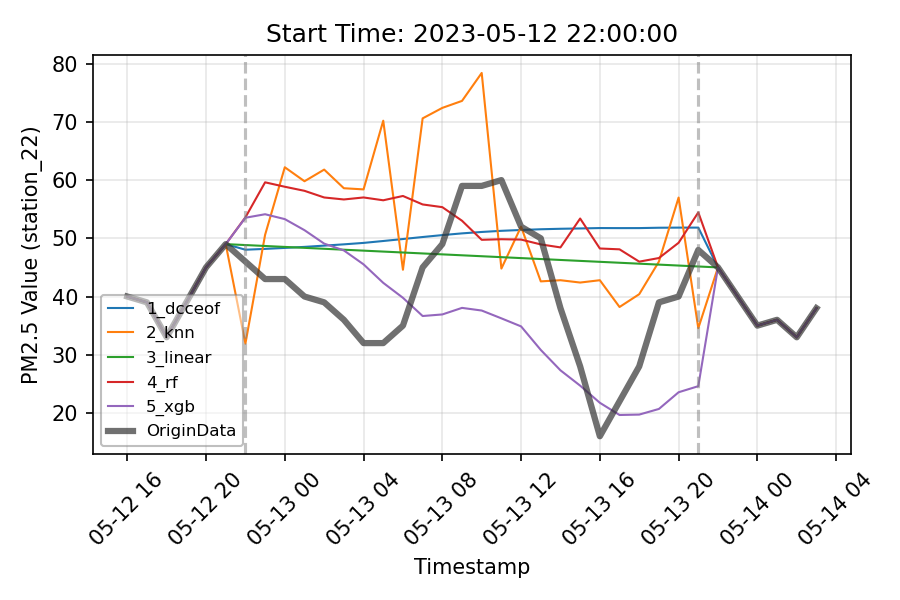 Start Time: 2023-05-12 22:00:00
PM2.5 Value (station_22)
80
70
60
50
40
30
20
1_dcceof
2_knn
3_linear
4_rf
5_xgb
OriginData
05-12 16
05-12 20
05-13 00
05-13 04
05-13 08
05-13 12
05-13 16
05-13 20
05-14 00
05-14 04
Timestamp